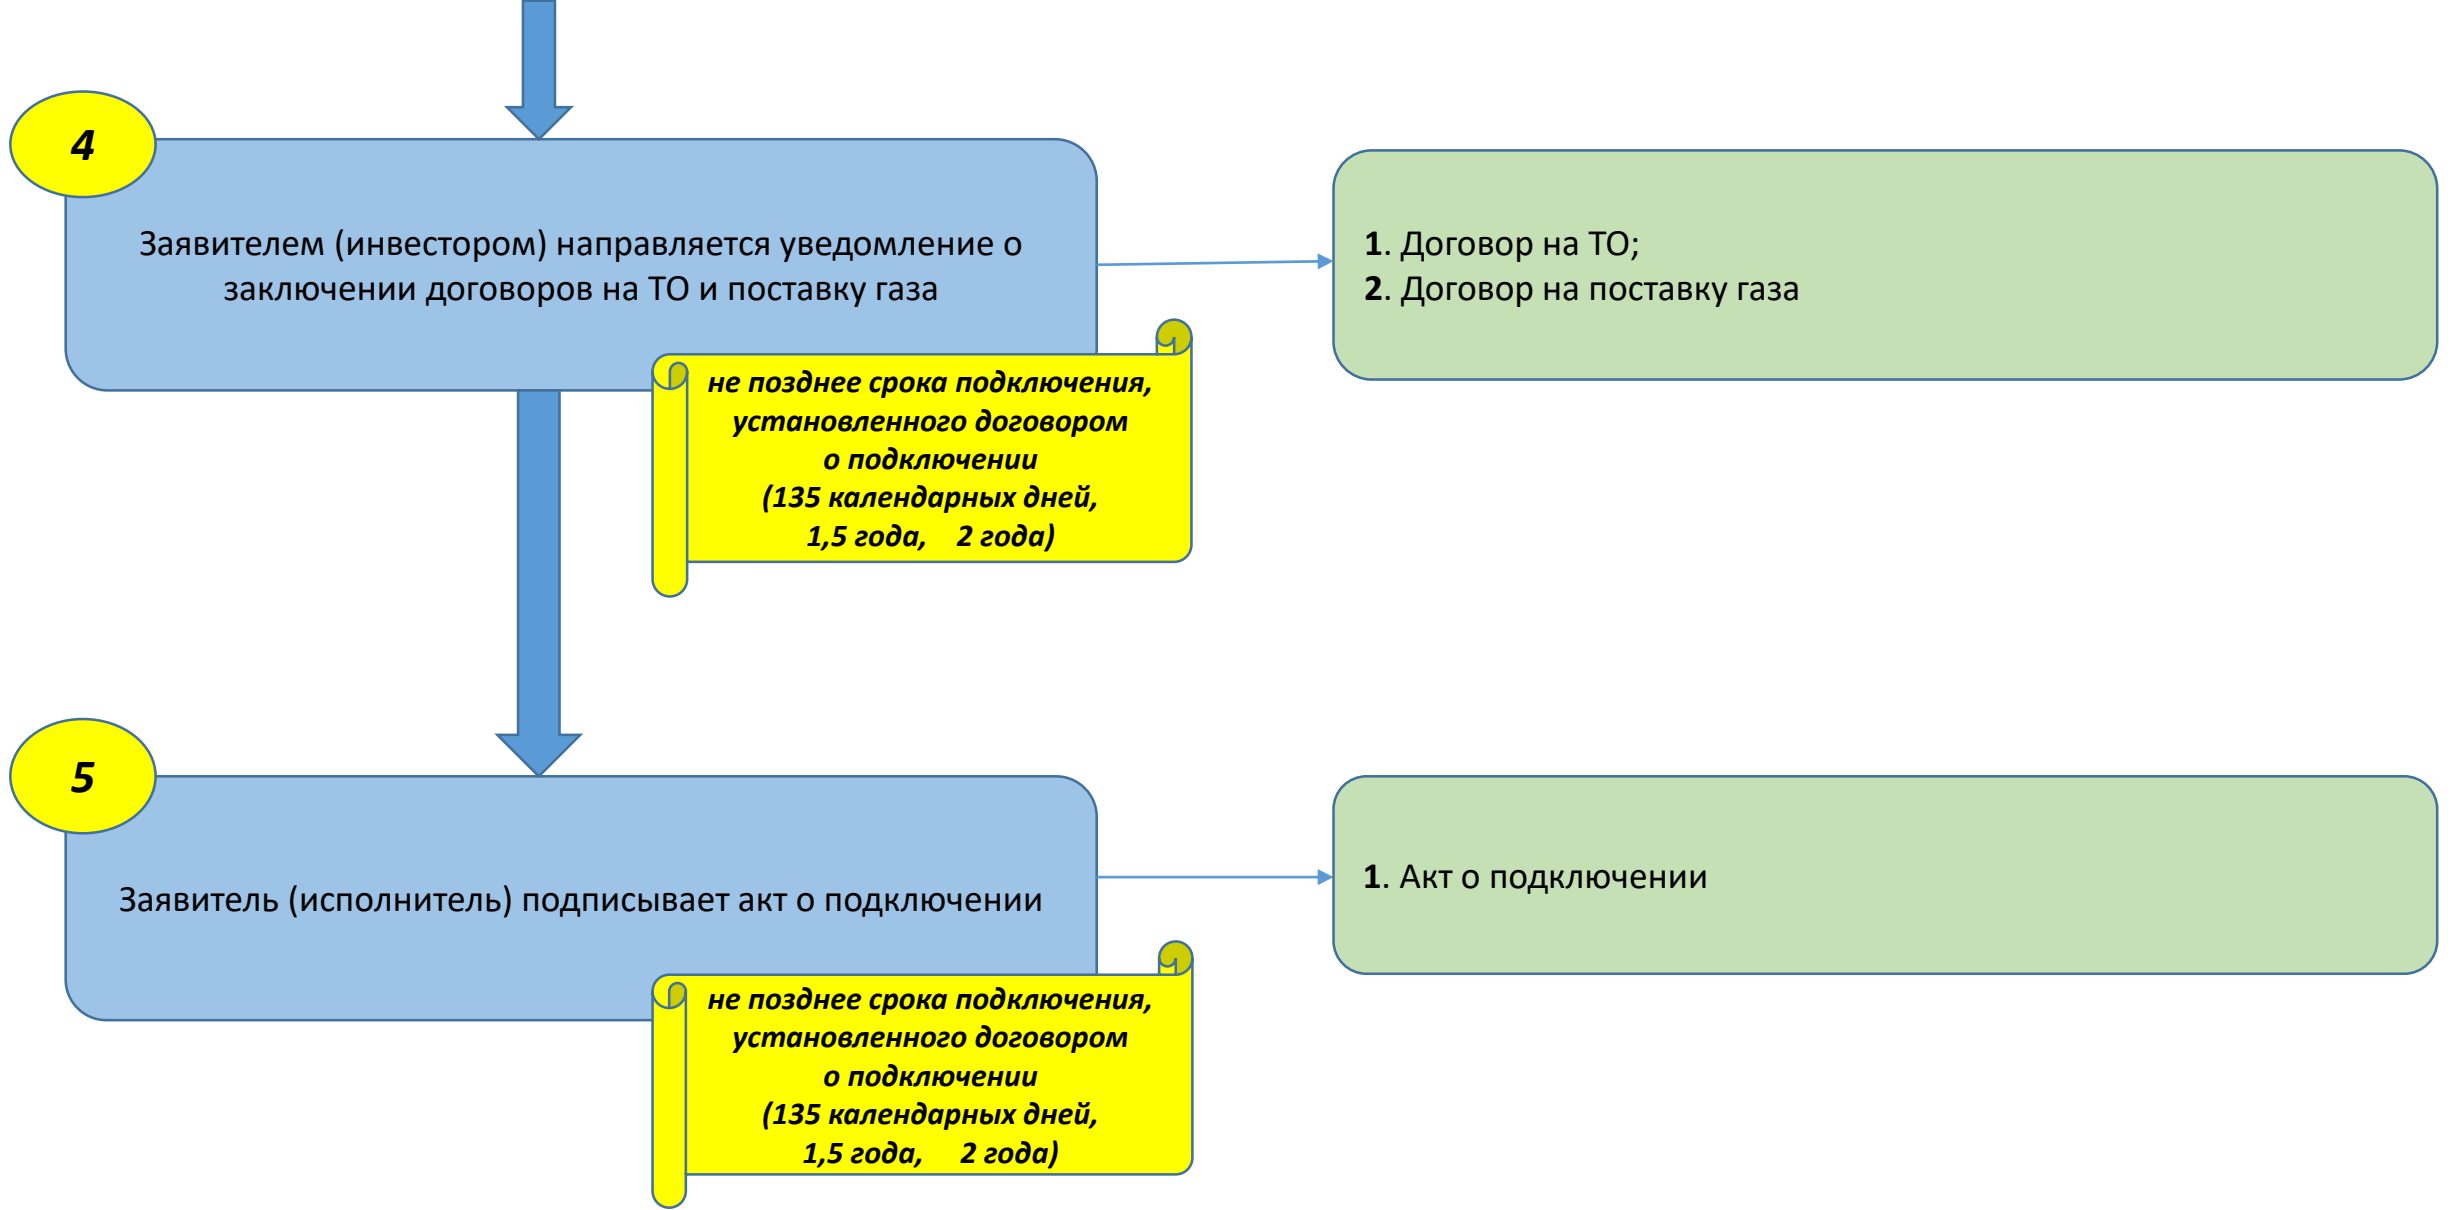 4
Заявителем (инвестором) направляется уведомление о
заключении договоров на ТО и поставку газа
1. Договор на ТО;
2. Договор на поставку газа
не позднее срока подключения,
установленного договором
о подключении
(135 календарных дней,
1,5 года, 2 года)
5
Заявитель (исполнитель) подписывает акт о подключении
1. Акт о подключении
не позднее срока подключения,
установленного договором
о подключении
(135 календарных дней,
1,5 года, 2 года)